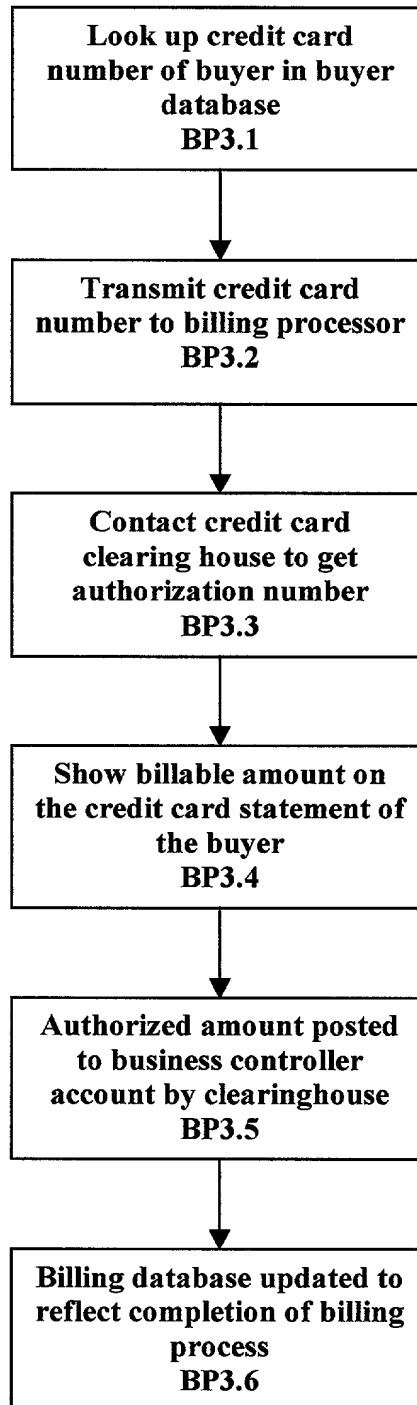 Look up credit card
number of buyer in buyer
database
BP3.1
Transmit credit card
number to billing processor
BP3.2
Contact credit card
clearing house to get
authorization number
BP3.3
Show billable amount on
the credit card statement of
the buyer
BP3.4
Authorized amount posted
to business controller
account by clearinghouse
BP3.5
Billing database updated to
reflect completion of billing
process
BP3.6